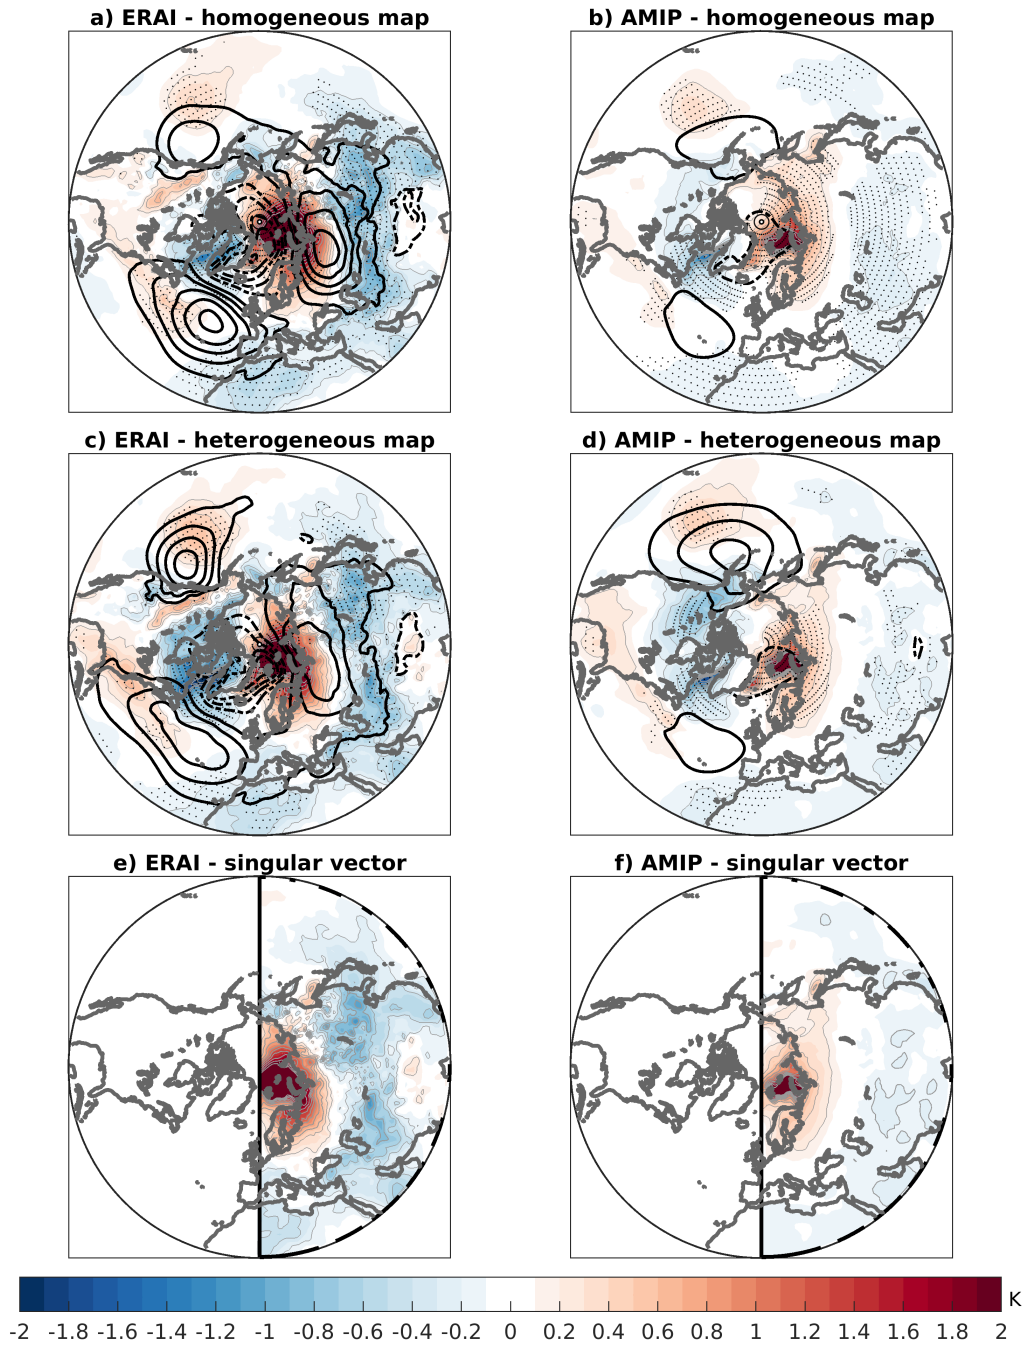 a) ERAI - homogeneous map
b) AMIP - homogeneous map
c) ERAI - heterogeneous map
d) AMIP - heterogeneous map
e) ERAI - singular vector
f) AMIP - singular vector
K
-2 -1.8 -1.6 -1.4 -1.2 -1 -0.8 -0.6 -0.4 -0.2 0 0.2 0.4 0.6 0.8 1 1.2 1.4 1.6 1.8 2